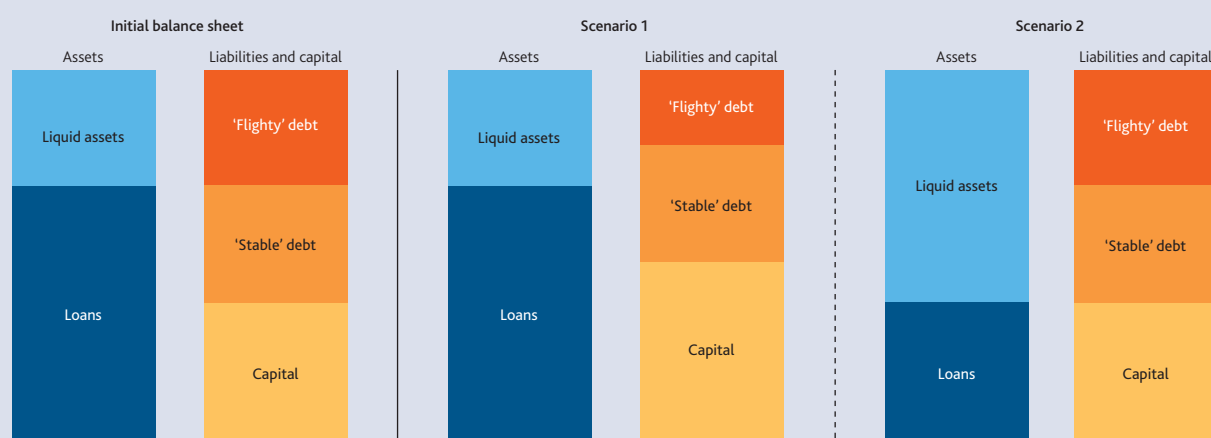 Initial balance sheet
Assets
Liabilities and capital
Liquid assets
Loans
‘Flighty’ debt
‘Stable’ debt
Capital
Scenario 1
Assets
Liabilities and capital
Liquid assets
Loans
‘Flighty’ debt
‘Stable’ debt
Capital
Scenario 2
Assets
Liabilities and capital
Liquid assets
Loans
‘Flighty’ debt
‘Stable’ debt
Capital